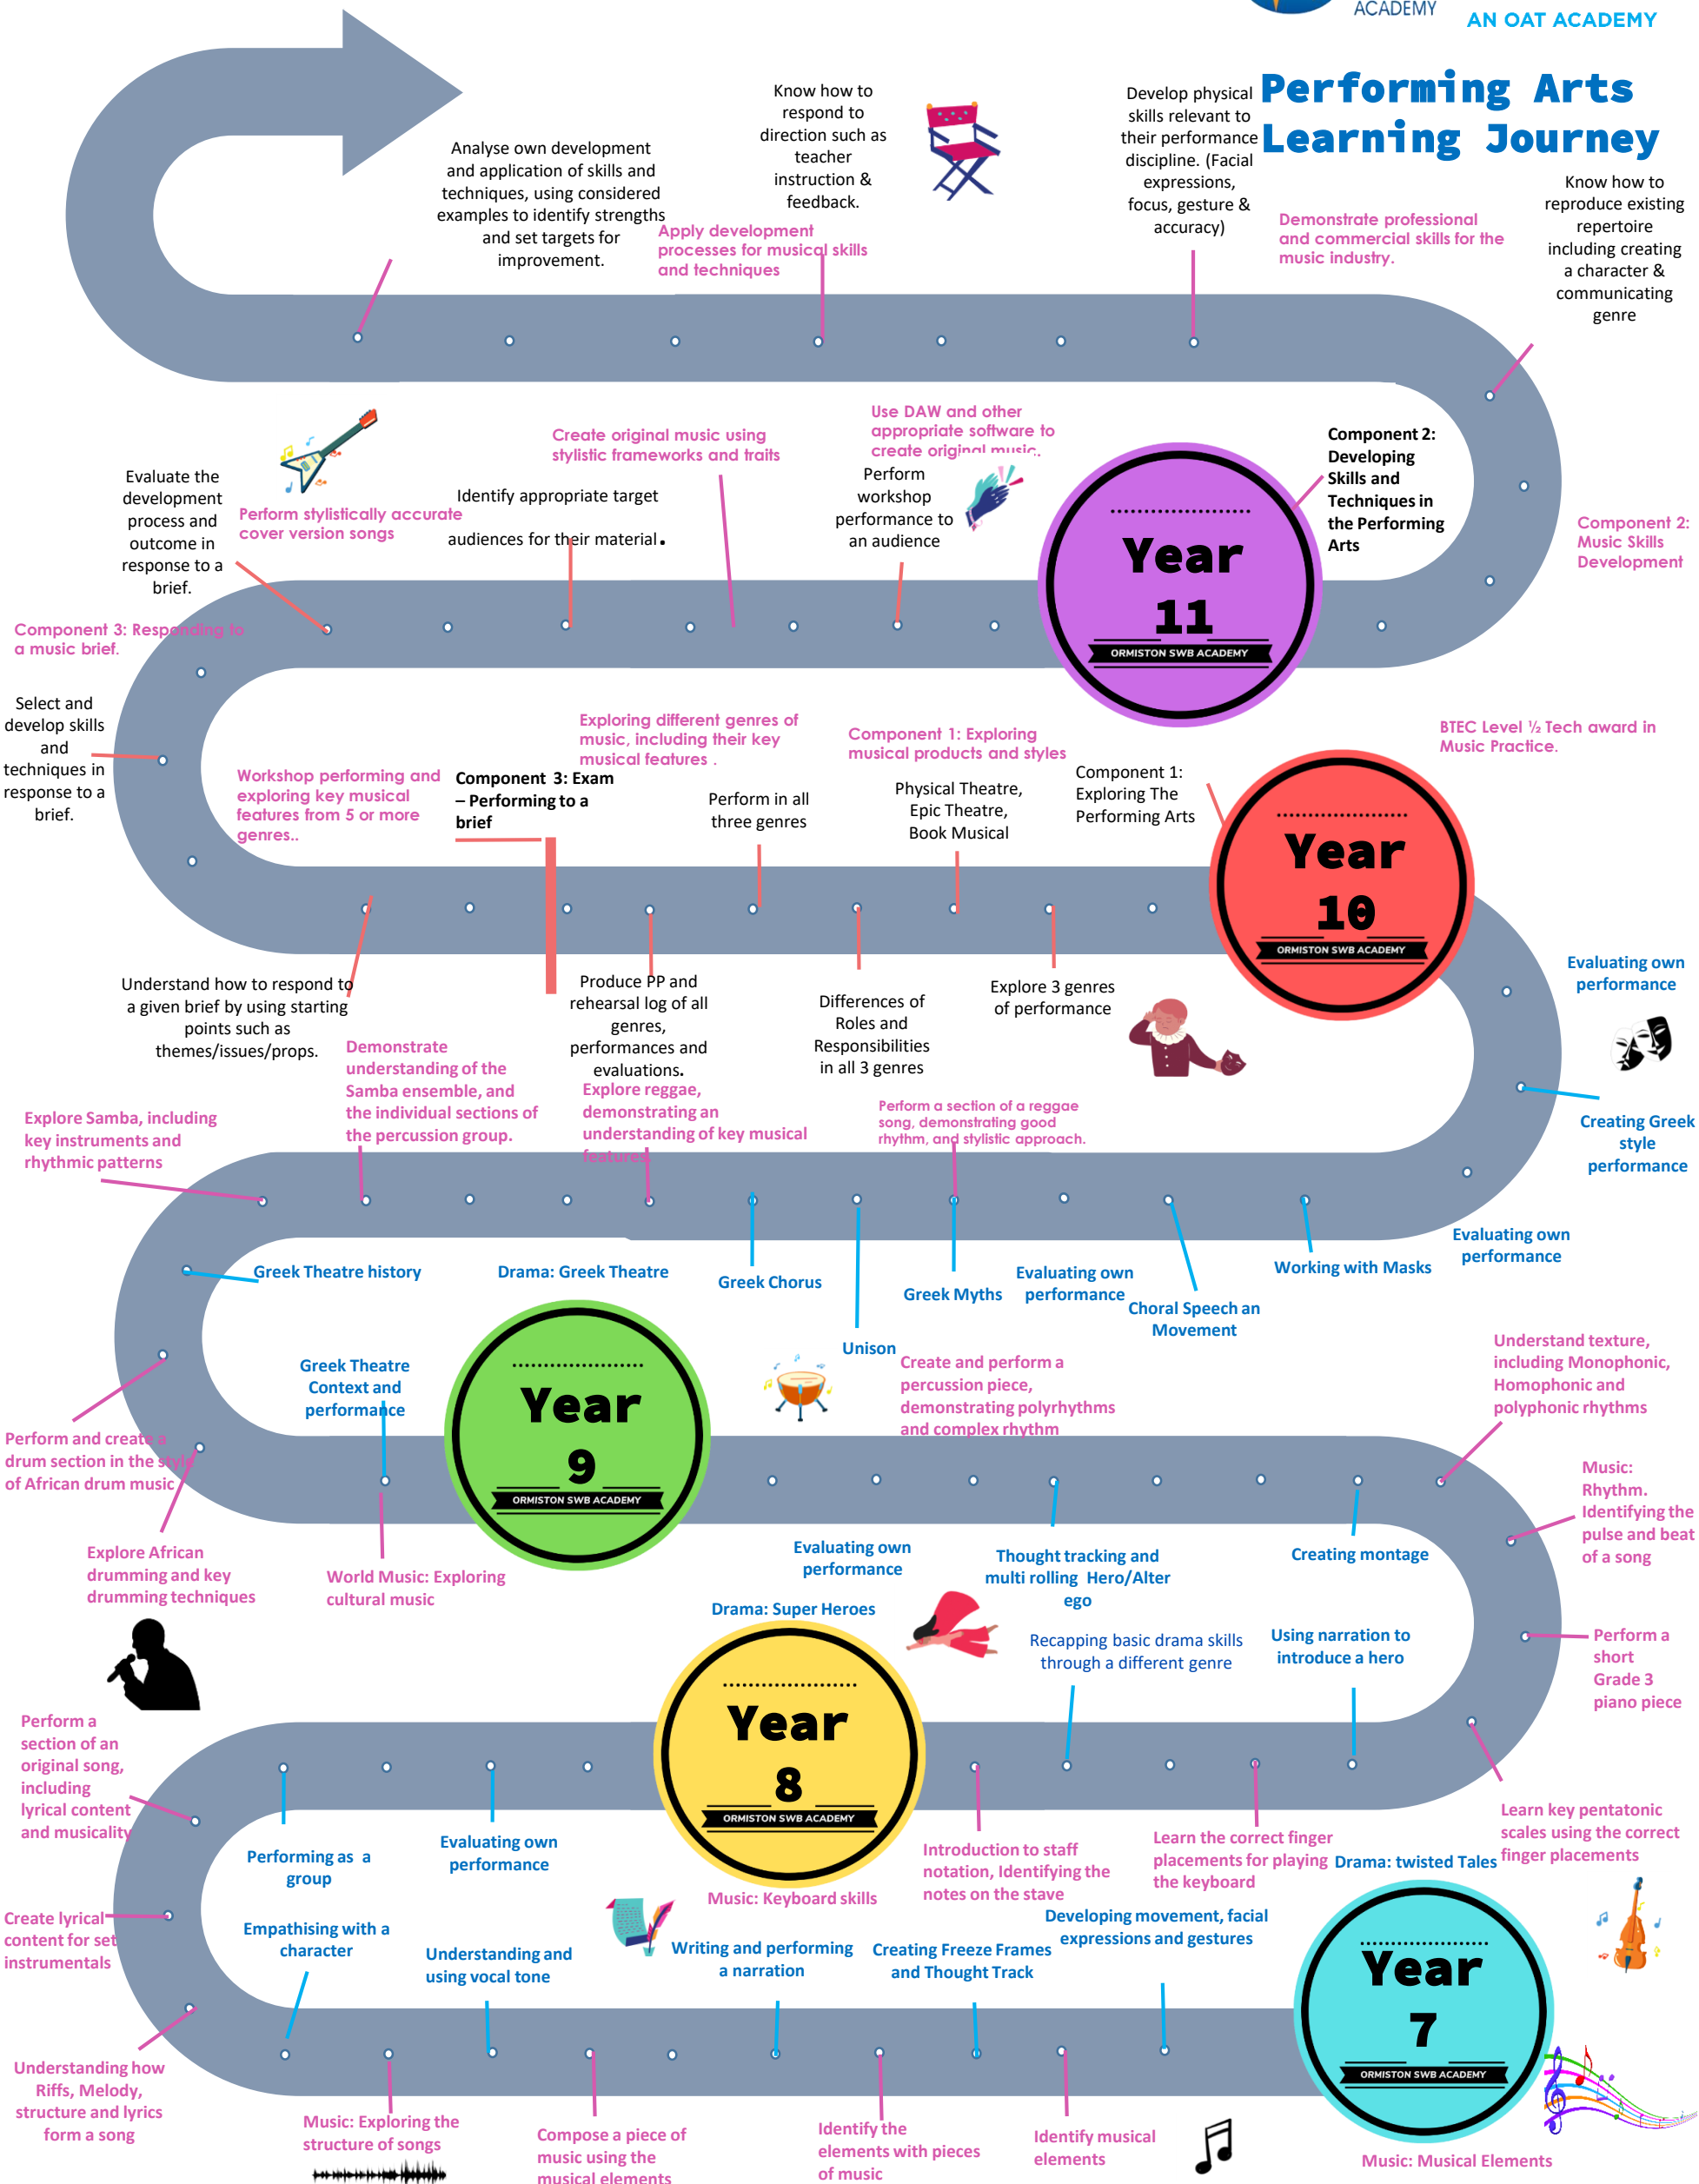 ACADEMY
AN OAT ACADEMY
Performing Arts
Learning Journey
Know how to
respond to
direction such as
teacher
instruction &
feedback.
Develop physical
skills relevant to
their performance
discipline. (Facial
expressions,
focus, gesture &
accuracy)
Analyse own development
and application of skills and
techniques, using considered
examples to identify strengths
and set targets for
improvement.
Apply development
processes for musical skills
and techniques
Demonstrate professional
and commercial skills for the
music industry.
Know how to
reproduce existing
repertoire
including creating
a character &
communicating
genre
Evaluate the
development
process and
outcome in
response to a
brief.
Perform stylistically accurate
cover version songs
Create original music using
stylistic frameworks and traits
Identify appropriate target
audiences for their material.
Use DAW and other
appropriate software to
create original music.
Perform
workshop
performance to
an audience
Year
11
ORMISTON SWB ACADEMY
Component 2:
Developing
Skills and
Techniques in
the Performing
Arts
Component 2:
Music Skills
Development
Component 3: Responding to
a music brief.
Select and
develop skills
and
techniques in
response to a
brief.
Workshop performing and
exploring key musical
features from 5 or more
genres..
Component 3: Exam
– Performing to a
brief
Exploring different genres of
music, including their key
musical features .
Perform in all
three genres
Component 1: Exploring
musical products and styles
Physical Theatre,
Epic Theatre,
Book Musical
Component 1:
Exploring The
Performing Arts
BTEC Level ½ Tech award in
Music Practice.
Year
10
ORMISTON SWB ACADEMY
Understand how to respond to
a given brief by using starting
points such as
themes/issues/props.
Produce PP and
rehearsal log of all
genres,
performances and
evaluations.
Differences of
Roles and
Responsibilities
in all 3 genres
Explore 3 genres
of performance
Evaluating own
performance
Creating Greek
style
performance
Explore Samba, including
key instruments and
rhythmic patterns
Demonstrate
understanding of the
Samba ensemble, and
the individual sections of
the percussion group.
Explore reggae,
demonstrating an
understanding of key musical
features.
Perform a section of a reggae
song, demonstrating good
rhythm, and stylistic approach.
Greek Theatre history
Drama: Greek Theatre
Greek Chorus
Unison
Greek Myths
Evaluating own
performance
Choral Speech an
Movement
Working with Masks
Evaluating own
performance
Perform and create a
drum section in the style
of African drum music
Greek Theatre
Context and
performance
Year
9
ORMISTON SWB ACADEMY
Create and perform a
percussion piece,
demonstrating polyrhythms
and complex rhythm
Understand texture,
including Monophonic,
Homophonic and
polyphonic rhythms
Music:
Rhythm.
Identifying the
pulse and beat
of a song
Explore African
drumming and key
drumming techniques
World Music: Exploring
cultural music
Evaluating own
performance
Thought tracking and
multi rolling Hero/Alter
ego
Creating montage
Drama: Super Heroes
Recapping basic drama skills
through a different genre
Using narration to
introduce a hero
Perform a
short
Grade 3
piano piece
Year
8
ORMISTON SWB ACADEMY
Perform a
section of an
original song,
including
lyrical content
and musicality
Performing as a
group
Evaluating own
performance
Music: Keyboard skills
Introduction to staff
notation, Identifying the
notes on the stave
Learn the correct finger
placements for playing
the keyboard
Learn key pentatonic
scales using the correct
finger placements
Drama: twisted Tales
Create lyrical
content for set
instrumentals
Empathising with a
character
Understanding and
using vocal tone
Writing and performing
a narration
Creating Freeze Frames
and Thought Track
Developing movement, facial
expressions and gestures
Year
7
ORMISTON SWB ACADEMY
Understanding how
Riffs, Melody,
structure and lyrics
form a song
Music: Exploring the
structure of songs
Compose a piece of
music using the
musical elements
Identify the
elements with pieces
of music
Identify musical
elements
Music: Musical Elements